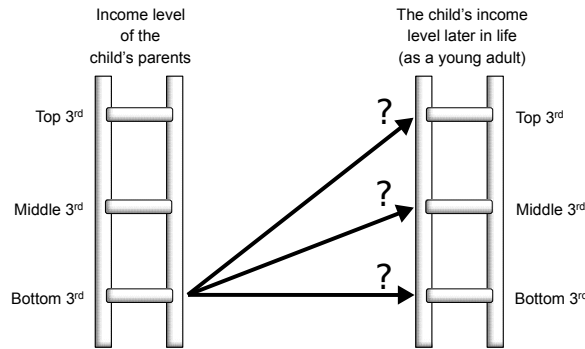 Income level
of the
child's parents
The child's income
level later in life
(as a young adult)
Top 3rd
Middle 3rd
Bottom 3rd
?
?
?
Top 3rd
Middle 3rd
Bottom 3rd